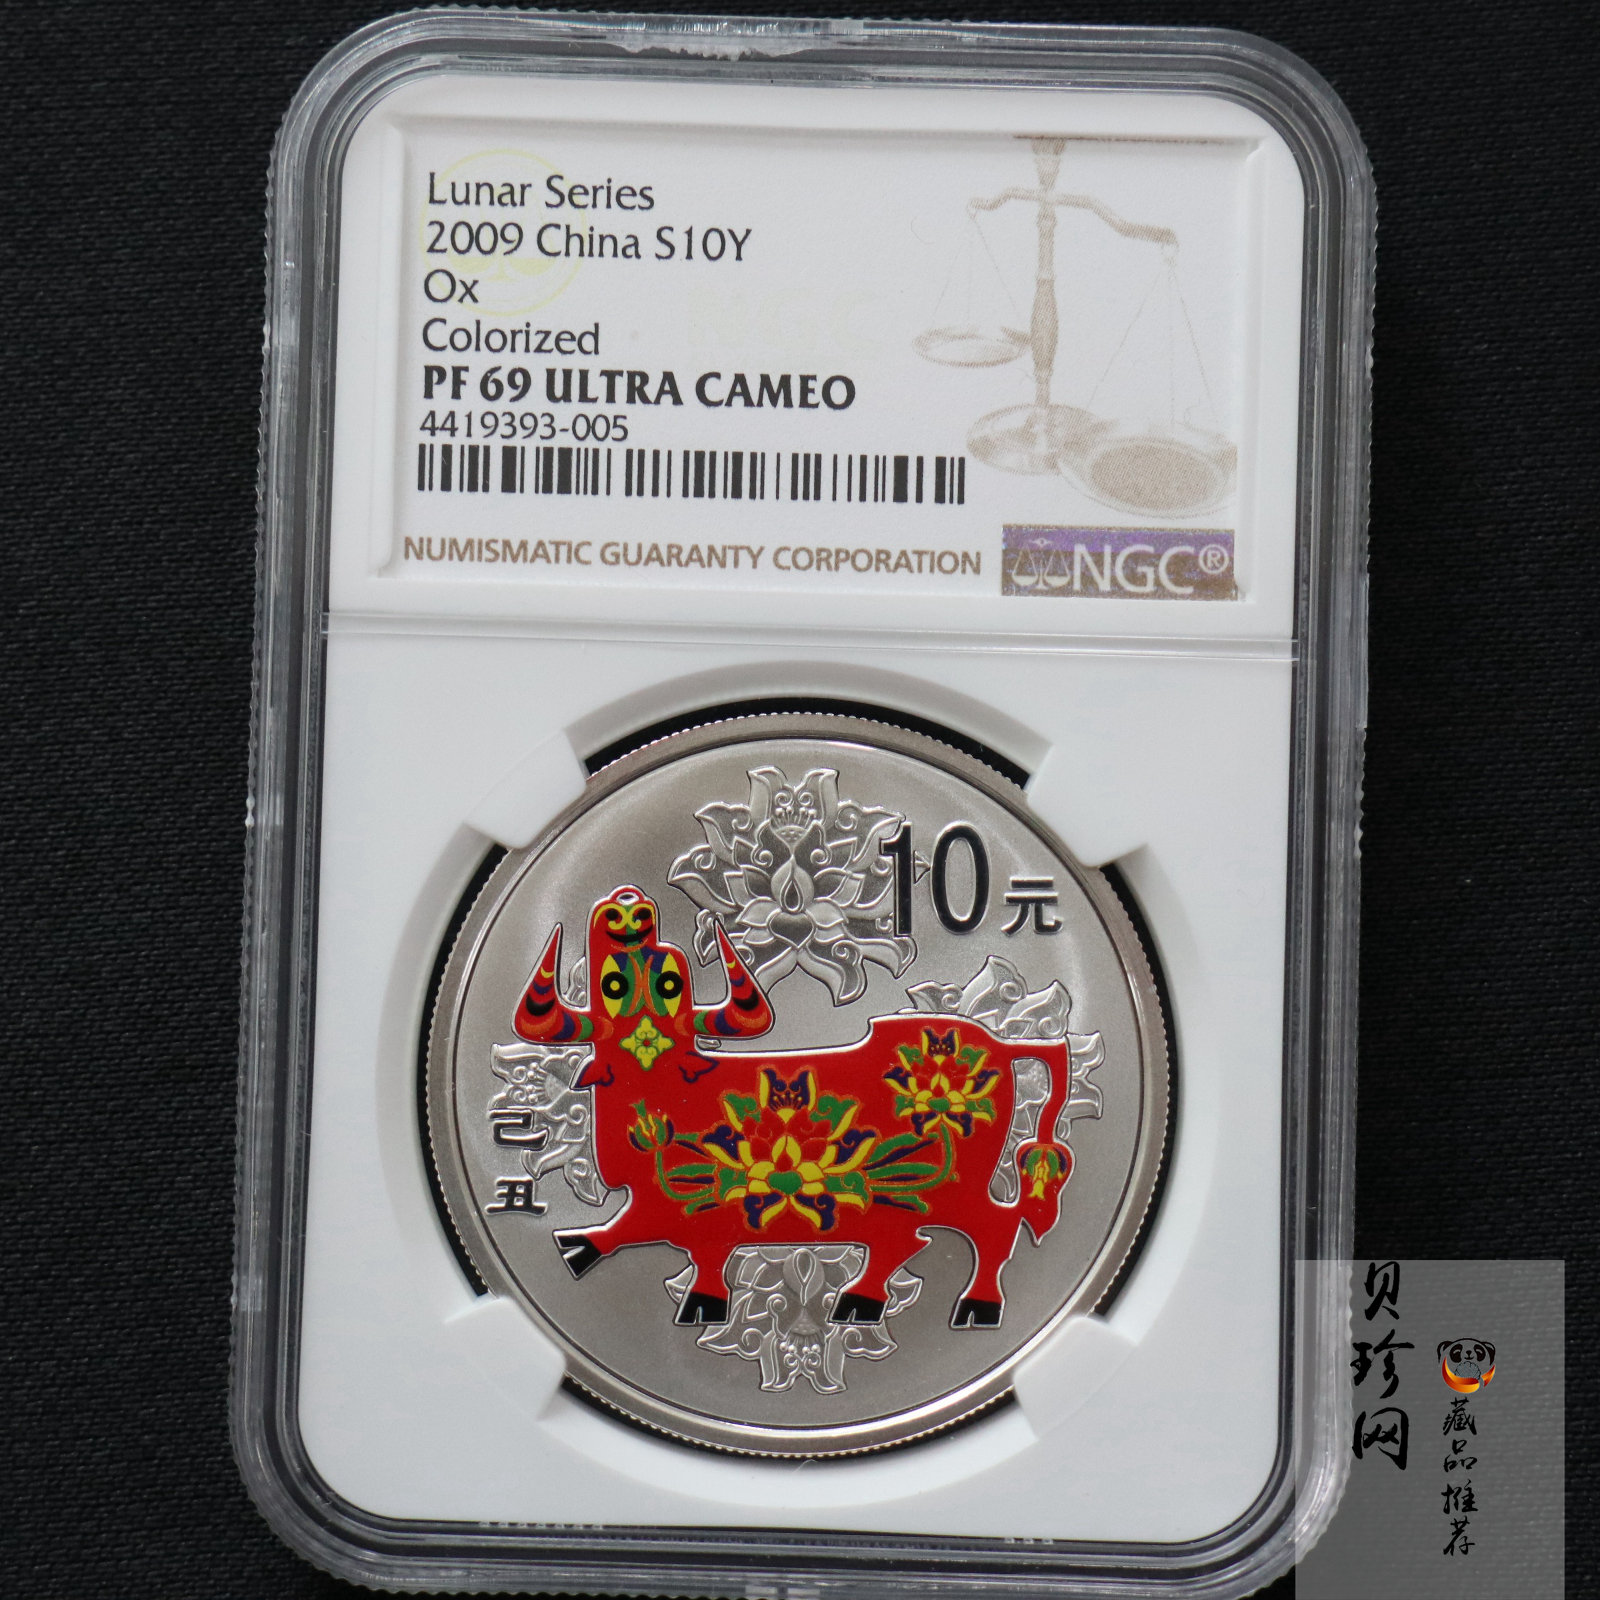 Lunar Series
2009 China S10Y
Ox
Colorized
PF 69 ULTRA CAMEO
4419393-005
NUMISMATIC GUARANTY CORPORATION
NGC®
10元
己丑
贝珍网
藏品推荐